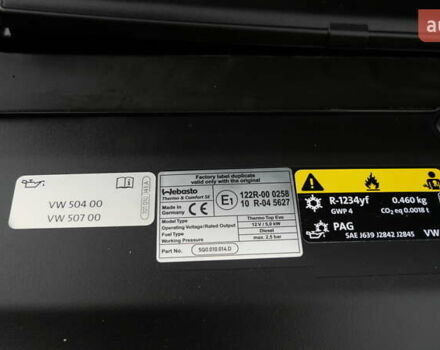 au
VW 504 00
VW 507 00
Factory label duplicate
valid only with the original
Webasto
Thermo & Comfort SE
Made in
Germany
CE
E1
122R-00 0258
10 R-04 5627
Model Type Thermo Top Evo
Operating Voltage/Rated Output 12 V / 5,0 kW
Fuel Type Diesel
Working Pressure max. 2,5 bar
Part No.: 5Q0.010.014.D
R-1234yf 0.460 kg
GWP 4 CO₂ eq 0.0018 t
PAG
SAE J639 J2842 J2845 VW